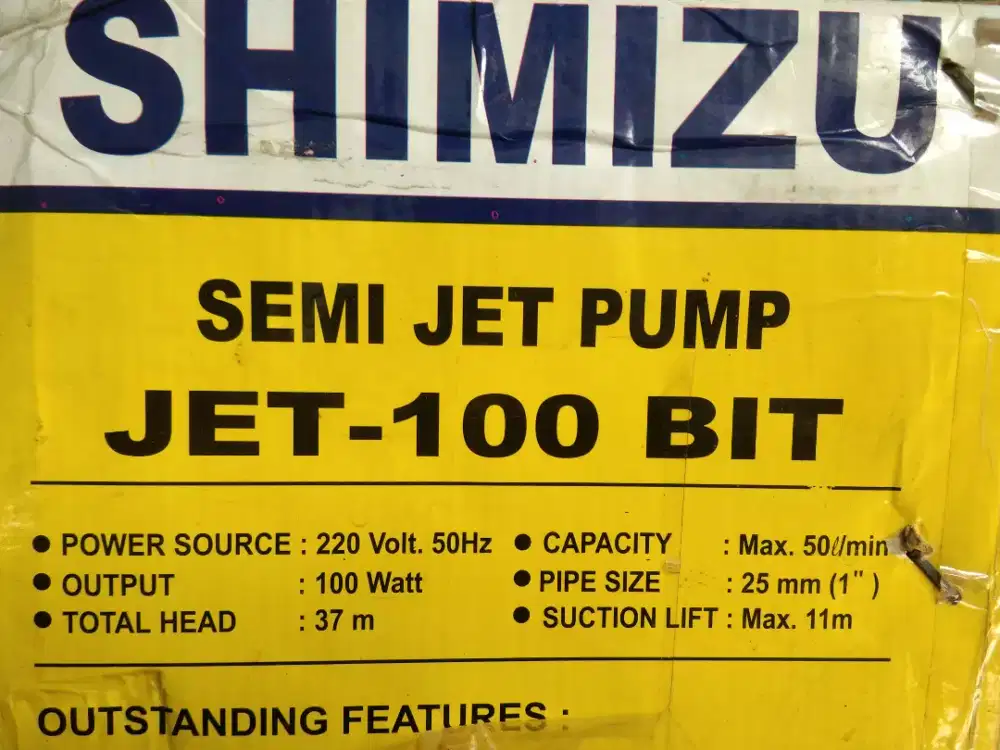 SHIMIZU
SEMI JET PUMP
JET-100 BIT
● POWER SOURCE : 220 Volt. 50Hz
● OUTPUT : 100 Watt
● TOTAL HEAD : 37 m
● CAPACITY : Max. 50ℓ/min
● PIPE SIZE : 25 mm (1")
● SUCTION LIFT : Max. 11m
OUTSTANDING FEATURES :